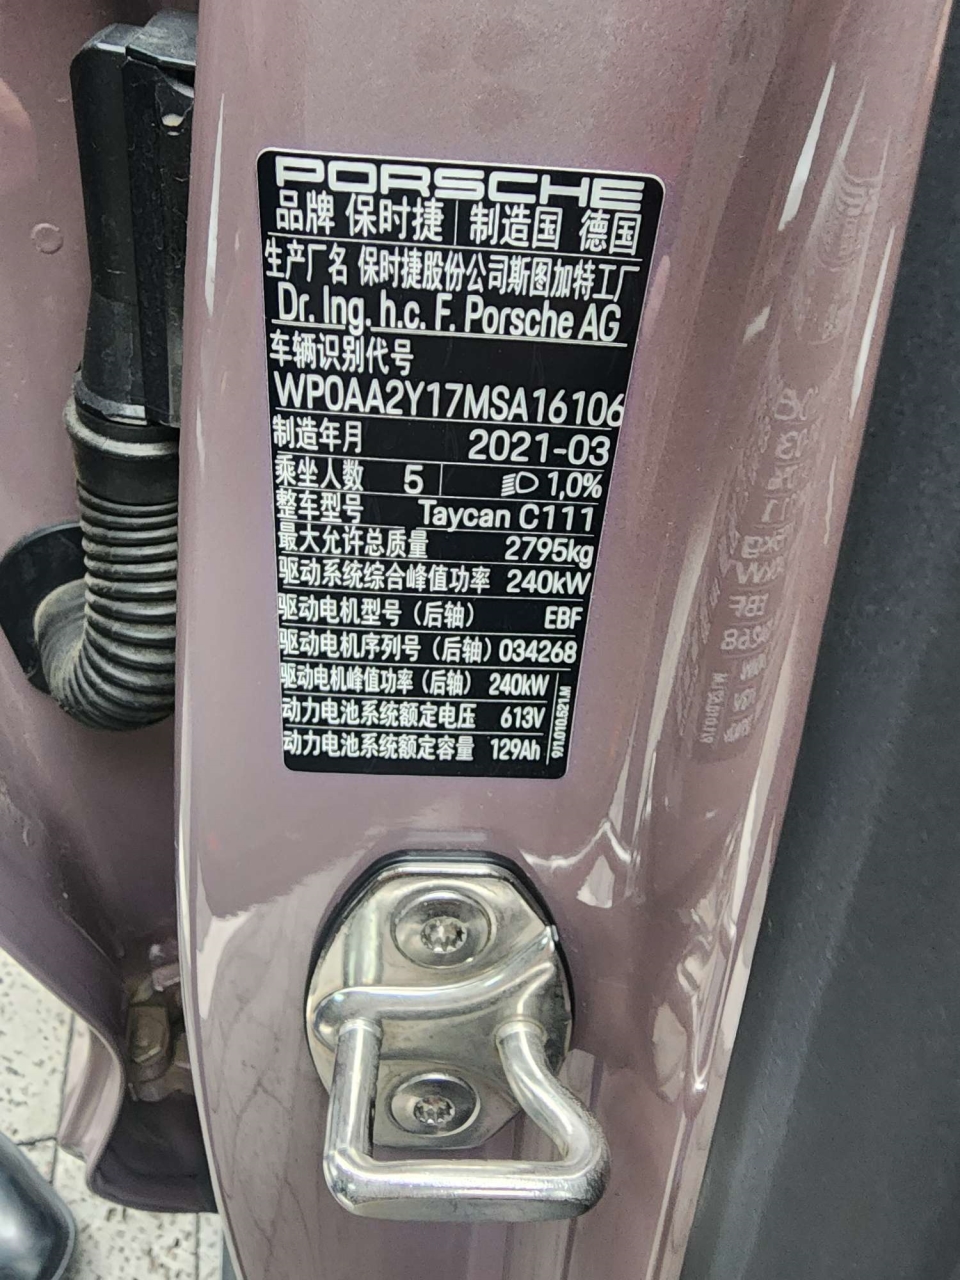 PORSCHE
品牌 保时捷 制造国 德国
生产厂名 保时捷股份公司斯图加特工厂
Dr. Ing. h.c. F. Porsche AG
车辆识别代号
WP0AA2Y17MSA16106
制造年月 2021-03
乘坐人数 5 1,0%
整车型号 Taycan C111
最大允许总质量 2795kg
驱动系统综合峰值功率 240kW
驱动电机型号（后轴） EBF
驱动电机序列号（后轴）034268
驱动电机峰值功率（后轴） 240kW
动力电池系统额定电压 613V
动力电池系统额定容量 129Ah
9J1.010.521.M